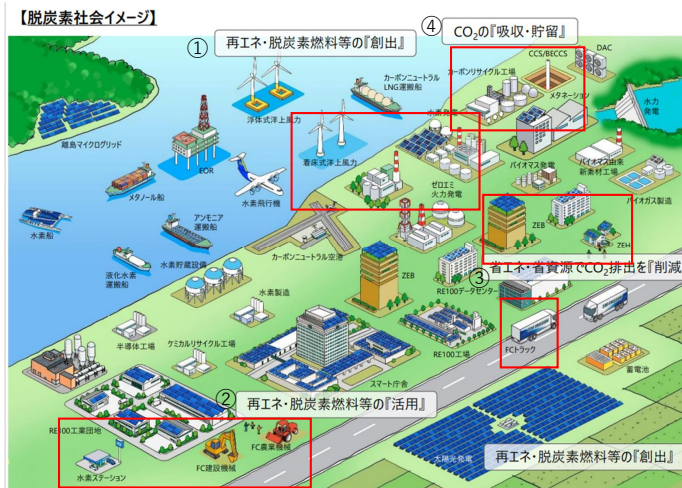 【脱炭素社会イメージ】
① 再エネ・脱炭素燃料等の『創出』
④ CO₂の『吸収・貯留』
CCS/BECCS
DAC
カーボンリサイクル工場
メタネーション
カーボンニュートラル
LNG運搬船
浮体式洋上風力
水素発電
水力
発電
離島マイクログリッド
EOR
着床式洋上風力
バイオマス発電
バイオマス由来
新素材工場
メタノール船
水素飛行機
ゼロエミ
火力発電
バイオガス製造
水素船
アンモニア
運搬船
カーボンニュートラル空港
ZEB
ZEH
水素貯蔵設備
液化水素
運搬船
ZEB
RE100データセンター
③ 省エネ・省資源でCO₂排出を『削減
水素製造
半導体工場
ケミカルリサイクル工場
スマート庁舎
RE100工場
FCトラック
蓄電池
② 再エネ・脱炭素燃料等の『活用』
RE100工業団地
FC農業機械
FC建設機械
水素ステーション
太陽光発電
再エネ・脱炭素燃料等の『創出』